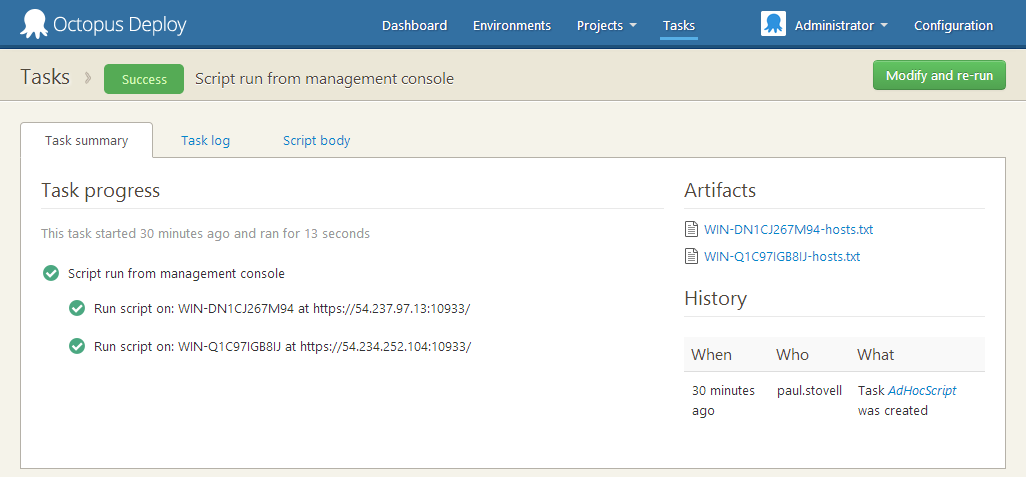 Octopus Deploy
Dashboard Environments Projects Tasks Administrator Configuration
Tasks Success Script run from management console Modify and re-run
Task summary Task log Script body
Task progress
This task started 30 minutes ago and ran for 13 seconds
Script run from management console
Run script on: WIN-DN1CJ267M94 at https://54.237.97.13:10933/
Run script on: WIN-Q1C97IGB8IJ at https://54.234.252.104:10933/
Artifacts
WIN-DN1CJ267M94-hosts.txt
WIN-Q1C97IGB8IJ-hosts.txt
History
When Who What
30 minutes paul.stovell Task AdHocScript
ago was created